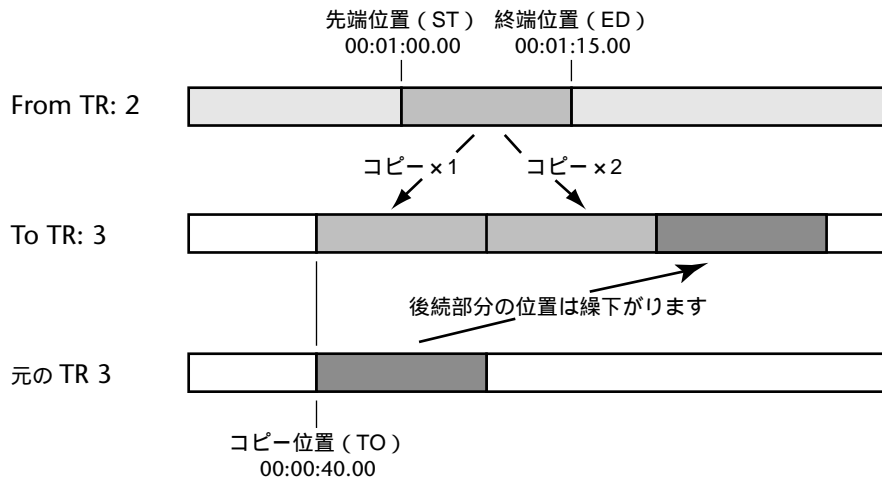 先端位置（ST） 終端位置（ED）
00:01:00.00 00:01:15.00
From TR: 2
コピー×1 コピー×2
To TR: 3
後続部分の位置は繰下がります
元の TR 3
コピー位置（TO）
00:00:40.00